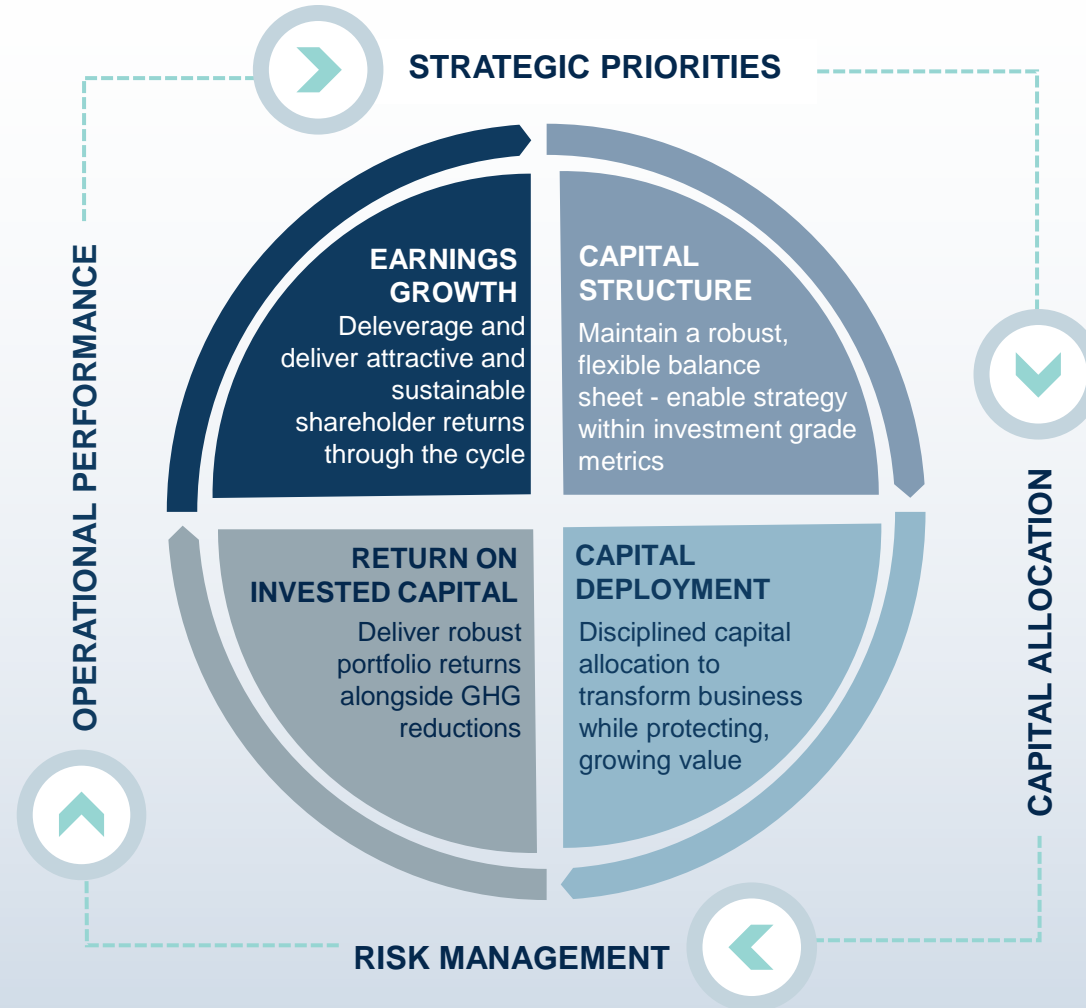 STRATEGIC PRIORITIES
EARNINGS
GROWTH
Deleverage and
deliver attractive and
sustainable
shareholder returns
through the cycle
CAPITAL
STRUCTURE
Maintain a robust,
flexible balance
sheet - enable strategy
within investment grade
metrics
OPERATIONAL PERFORMANCE
CAPITAL ALLOCATION
RETURN ON
INVESTED CAPITAL
Deliver robust
portfolio returns
alongside GHG
reductions
CAPITAL
DEPLOYMENT
Disciplined capital
allocation to
transform business
while protecting,
growing value
RISK MANAGEMENT